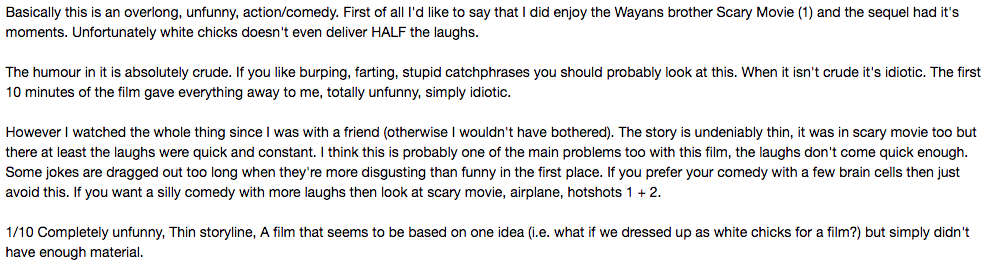 Basically this is an overlong, unfunny, action/comedy. First of all I'd like to say that I did enjoy the Wayans brother Scary Movie (1) and the sequel had it's
moments. Unfortunately white chicks doesn't even deliver HALF the laughs.
The humour in it is absolutely crude. If you like burping, farting, stupid catchphrases you should probably look at this. When it isn't crude it's idiotic. The first
10 minutes of the film gave everything away to me, totally unfunny, simply idiotic.
However I watched the whole thing since I was with a friend (otherwise I wouldn't have bothered). The story is undeniably thin, it was in scary movie too but
there at least the laughs were quick and constant. I think this is probably one of the main problems too with this film, the laughs don't come quick enough.
Some jokes are dragged out too long when they're more disgusting than funny in the first place. If you prefer your comedy with a few brain cells then just
avoid this. If you want a silly comedy with more laughs then look at scary movie, airplane, hotshots 1 + 2.
1/10 Completely unfunny, Thin storyline, A film that seems to be based on one idea (i.e. what if we dressed up as white chicks for a film?) but simply didn't
have enough material.